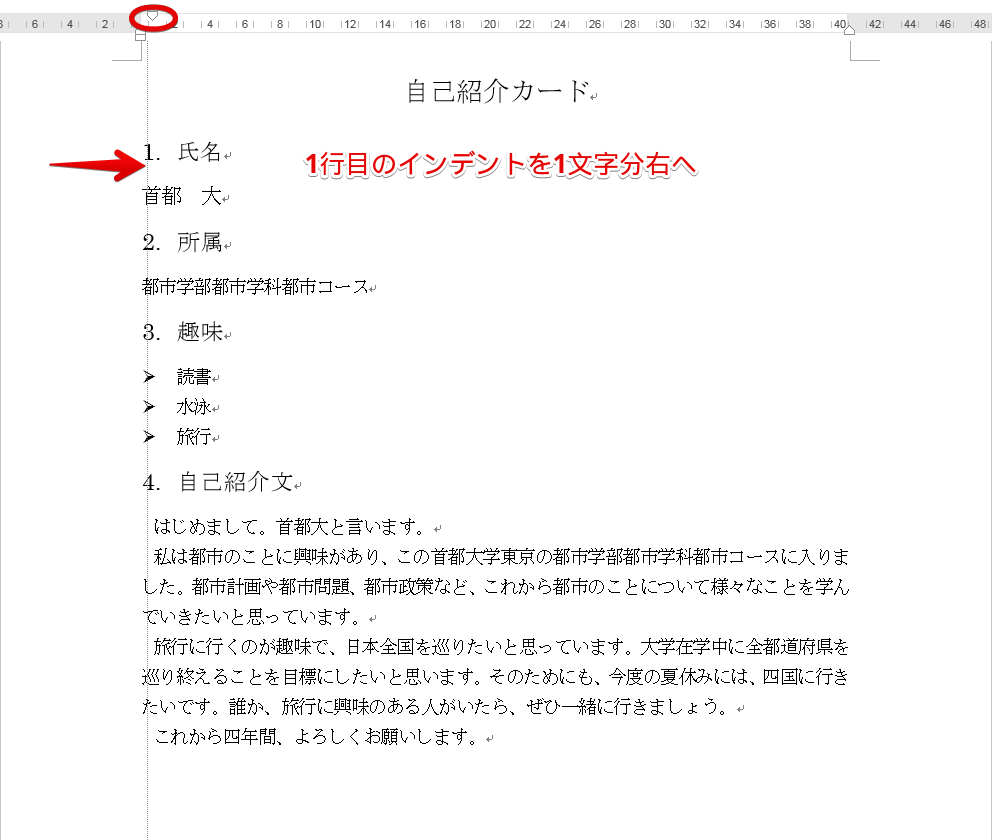 8 6 4 2 2 4 6 8 10 12 14 16 18 20 22 24 26 28 30 32 34 36 38 40 42 44 46 48
自己紹介カード
1. 氏名
1行目のインデントを1文字分右へ
首都　大
2. 所属
都市学部都市学科都市コース
3. 趣味
➢ 読書
➢ 水泳
➢ 旅行
4. 自己紹介文
はじめまして。首都大と言います。
私は都市のことに興味があり、この首都大学東京の都市学部都市学科都市コースに入りま
した。都市計画や都市問題、都市政策など、これから都市のことについて様々なことを学ん
でいきたいと思っています。
旅行に行くのが趣味で、日本全国を巡りたいと思っています。大学在学中に全都道府県を
巡り終えることを目標にしたいと思います。そのためにも、今度の夏休みには、四国に行き
たいです。誰か、旅行に興味のある人がいたら、ぜひ一緒に行きましょう。
これから四年間、よろしくお願いします。